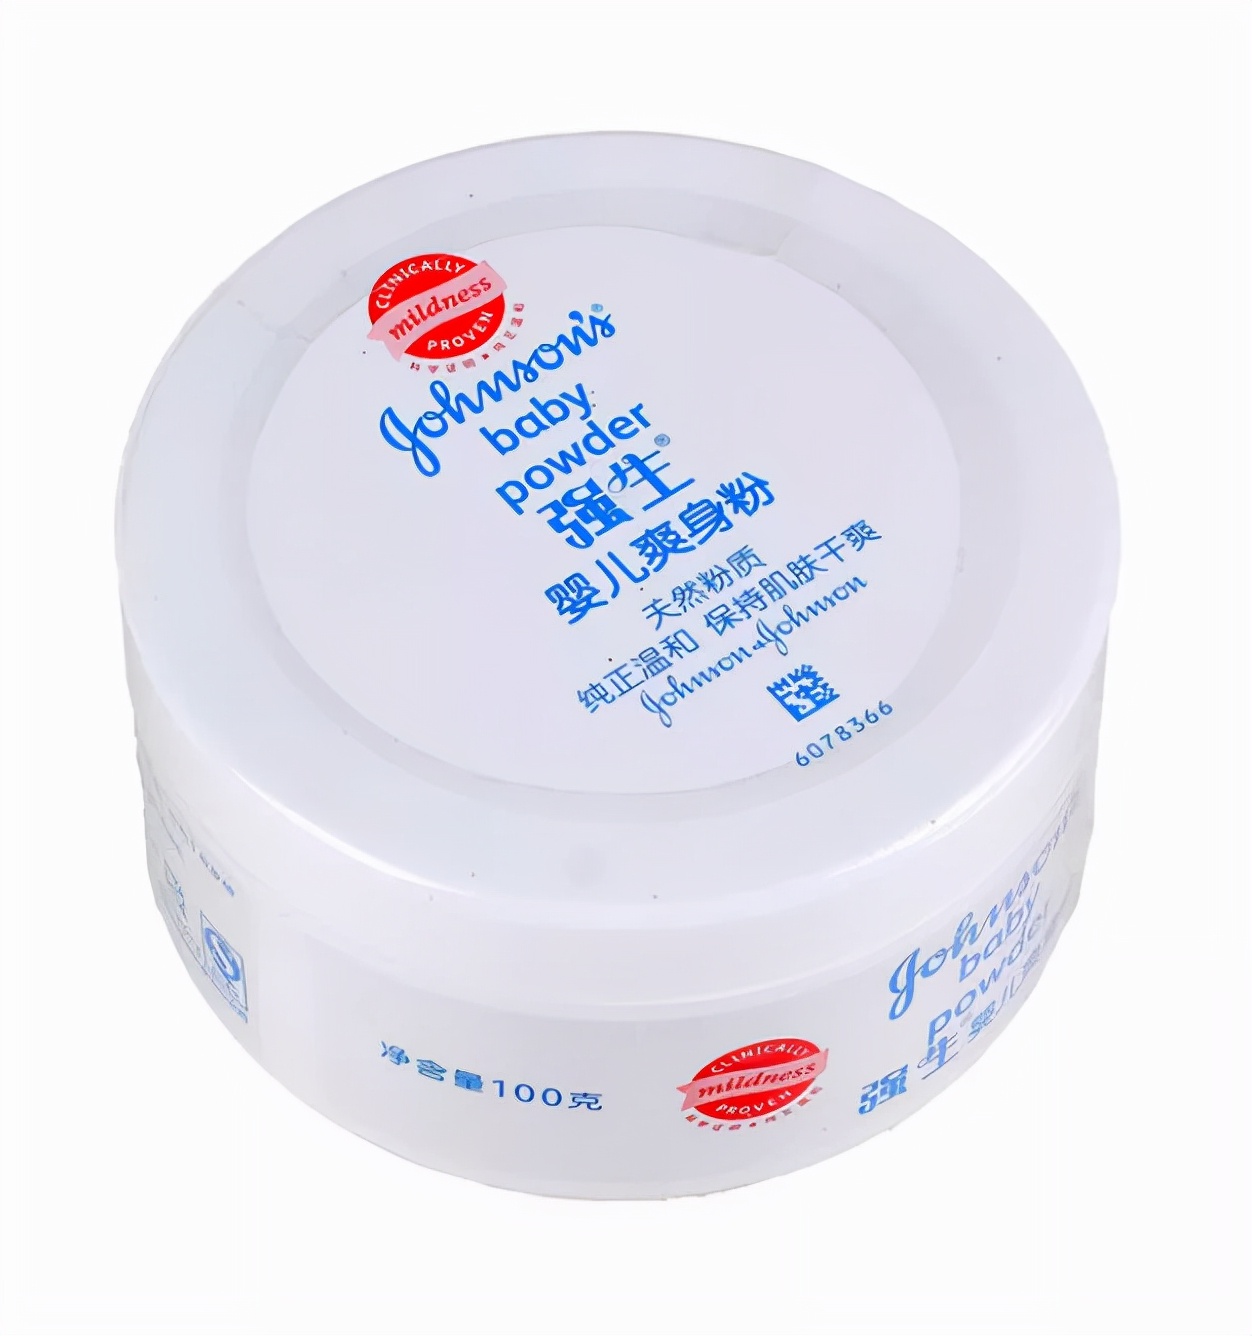 CLINICALLY
mildness
PROVEN
Johnson's®
baby
powder
强生®
婴儿爽身粉
天然粉质
纯正温和 保持肌肤干爽
Johnson & Johnson
6078366
净含量100克
CLINICALLY
mildness
PROVEN
Johnson's
baby
powder
强生
婴儿